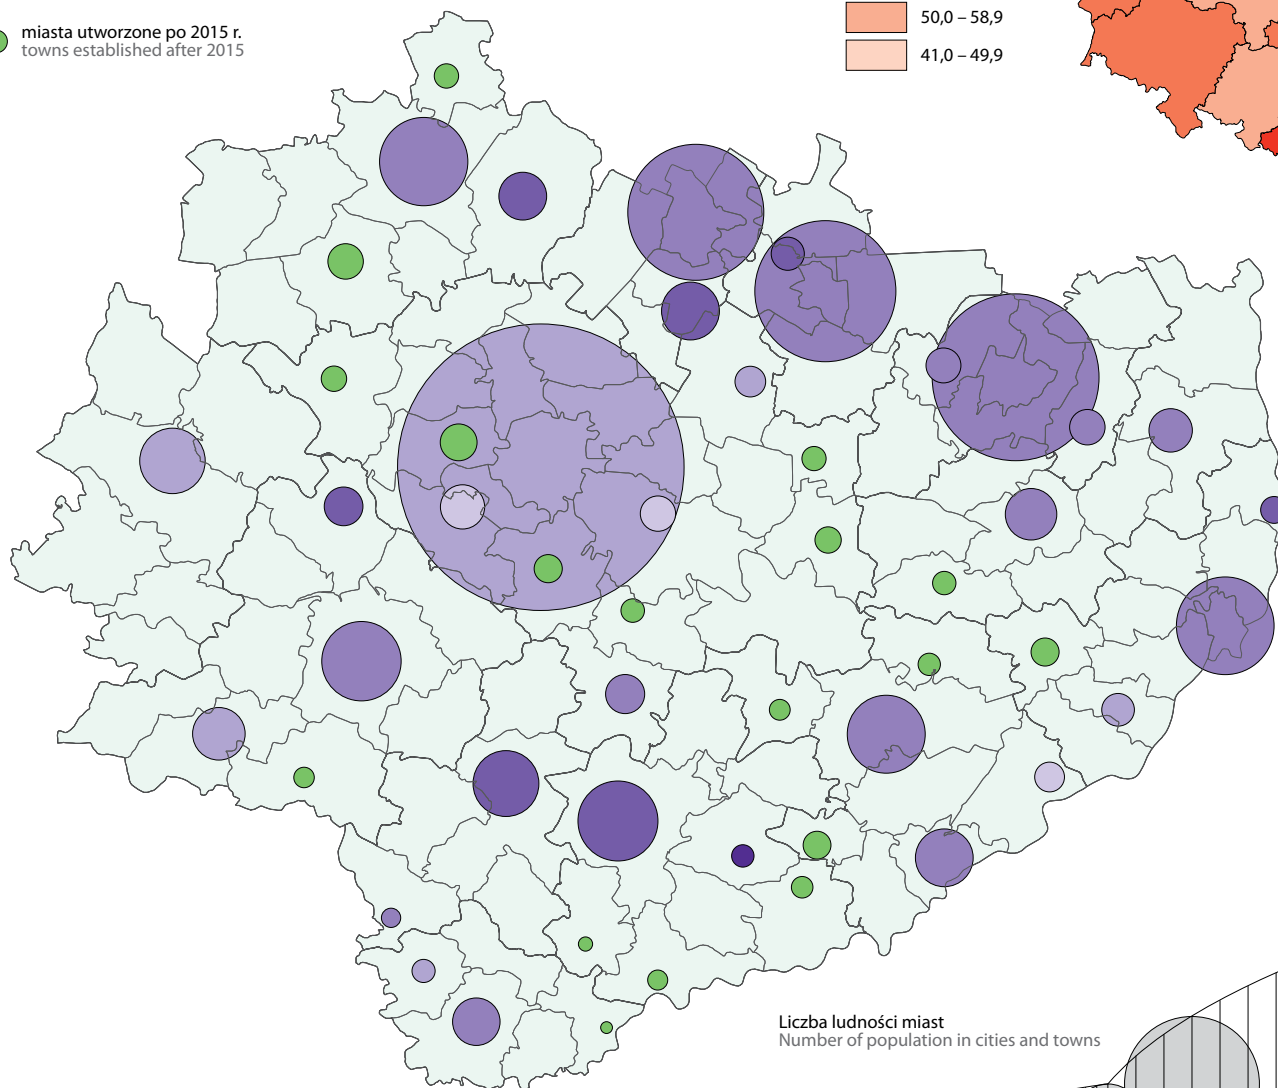 miasta utworzone po 2015 r.
towns established after 2015
50,0 – 58,9
41,0 – 49,9
Liczba ludności miast
Number of population in cities and towns